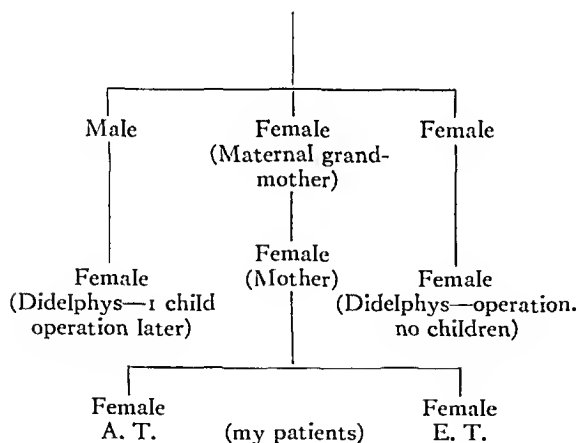 Male Female Female
(Maternal grand-
mother)
Female
(Mother)
Female Female
(Didelphys—1 child (Didelphys—operation.
operation later) no children)
Female Female
A. T. (my patients) E. T.